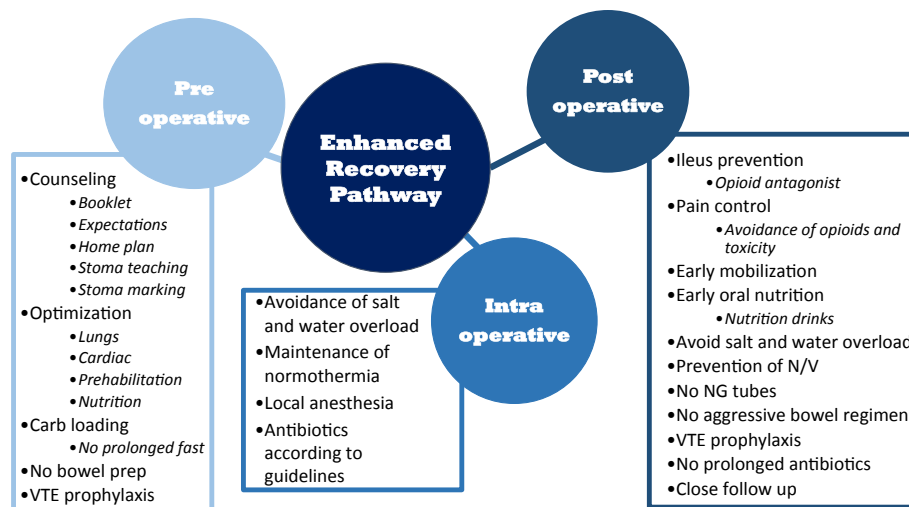 Pre
operative
Enhanced
Recovery
Pathway
Post
operative
Intra
operative
•Counseling
•Booklet
•Expectations
•Home plan
•Stoma teaching
•Stoma marking
•Optimization
•Lungs
•Cardiac
•Prehabilitation
•Nutrition
•Carb loading
•No prolonged fast
•No bowel prep
•VTE prophylaxis
•Avoidance of salt
and water overload
•Maintenance of
normothermia
•Local anesthesia
•Antibiotics
according to
guidelines
•Ileus prevention
•Opioid antagonist
•Pain control
•Avoidance of opioids and
toxicity
•Early mobilization
•Early oral nutrition
•Nutrition drinks
•Avoid salt and water overload
•Prevention of N/V
•No NG tubes
•No aggressive bowel regimen
•VTE prophylaxis
•No prolonged antibiotics
•Close follow up